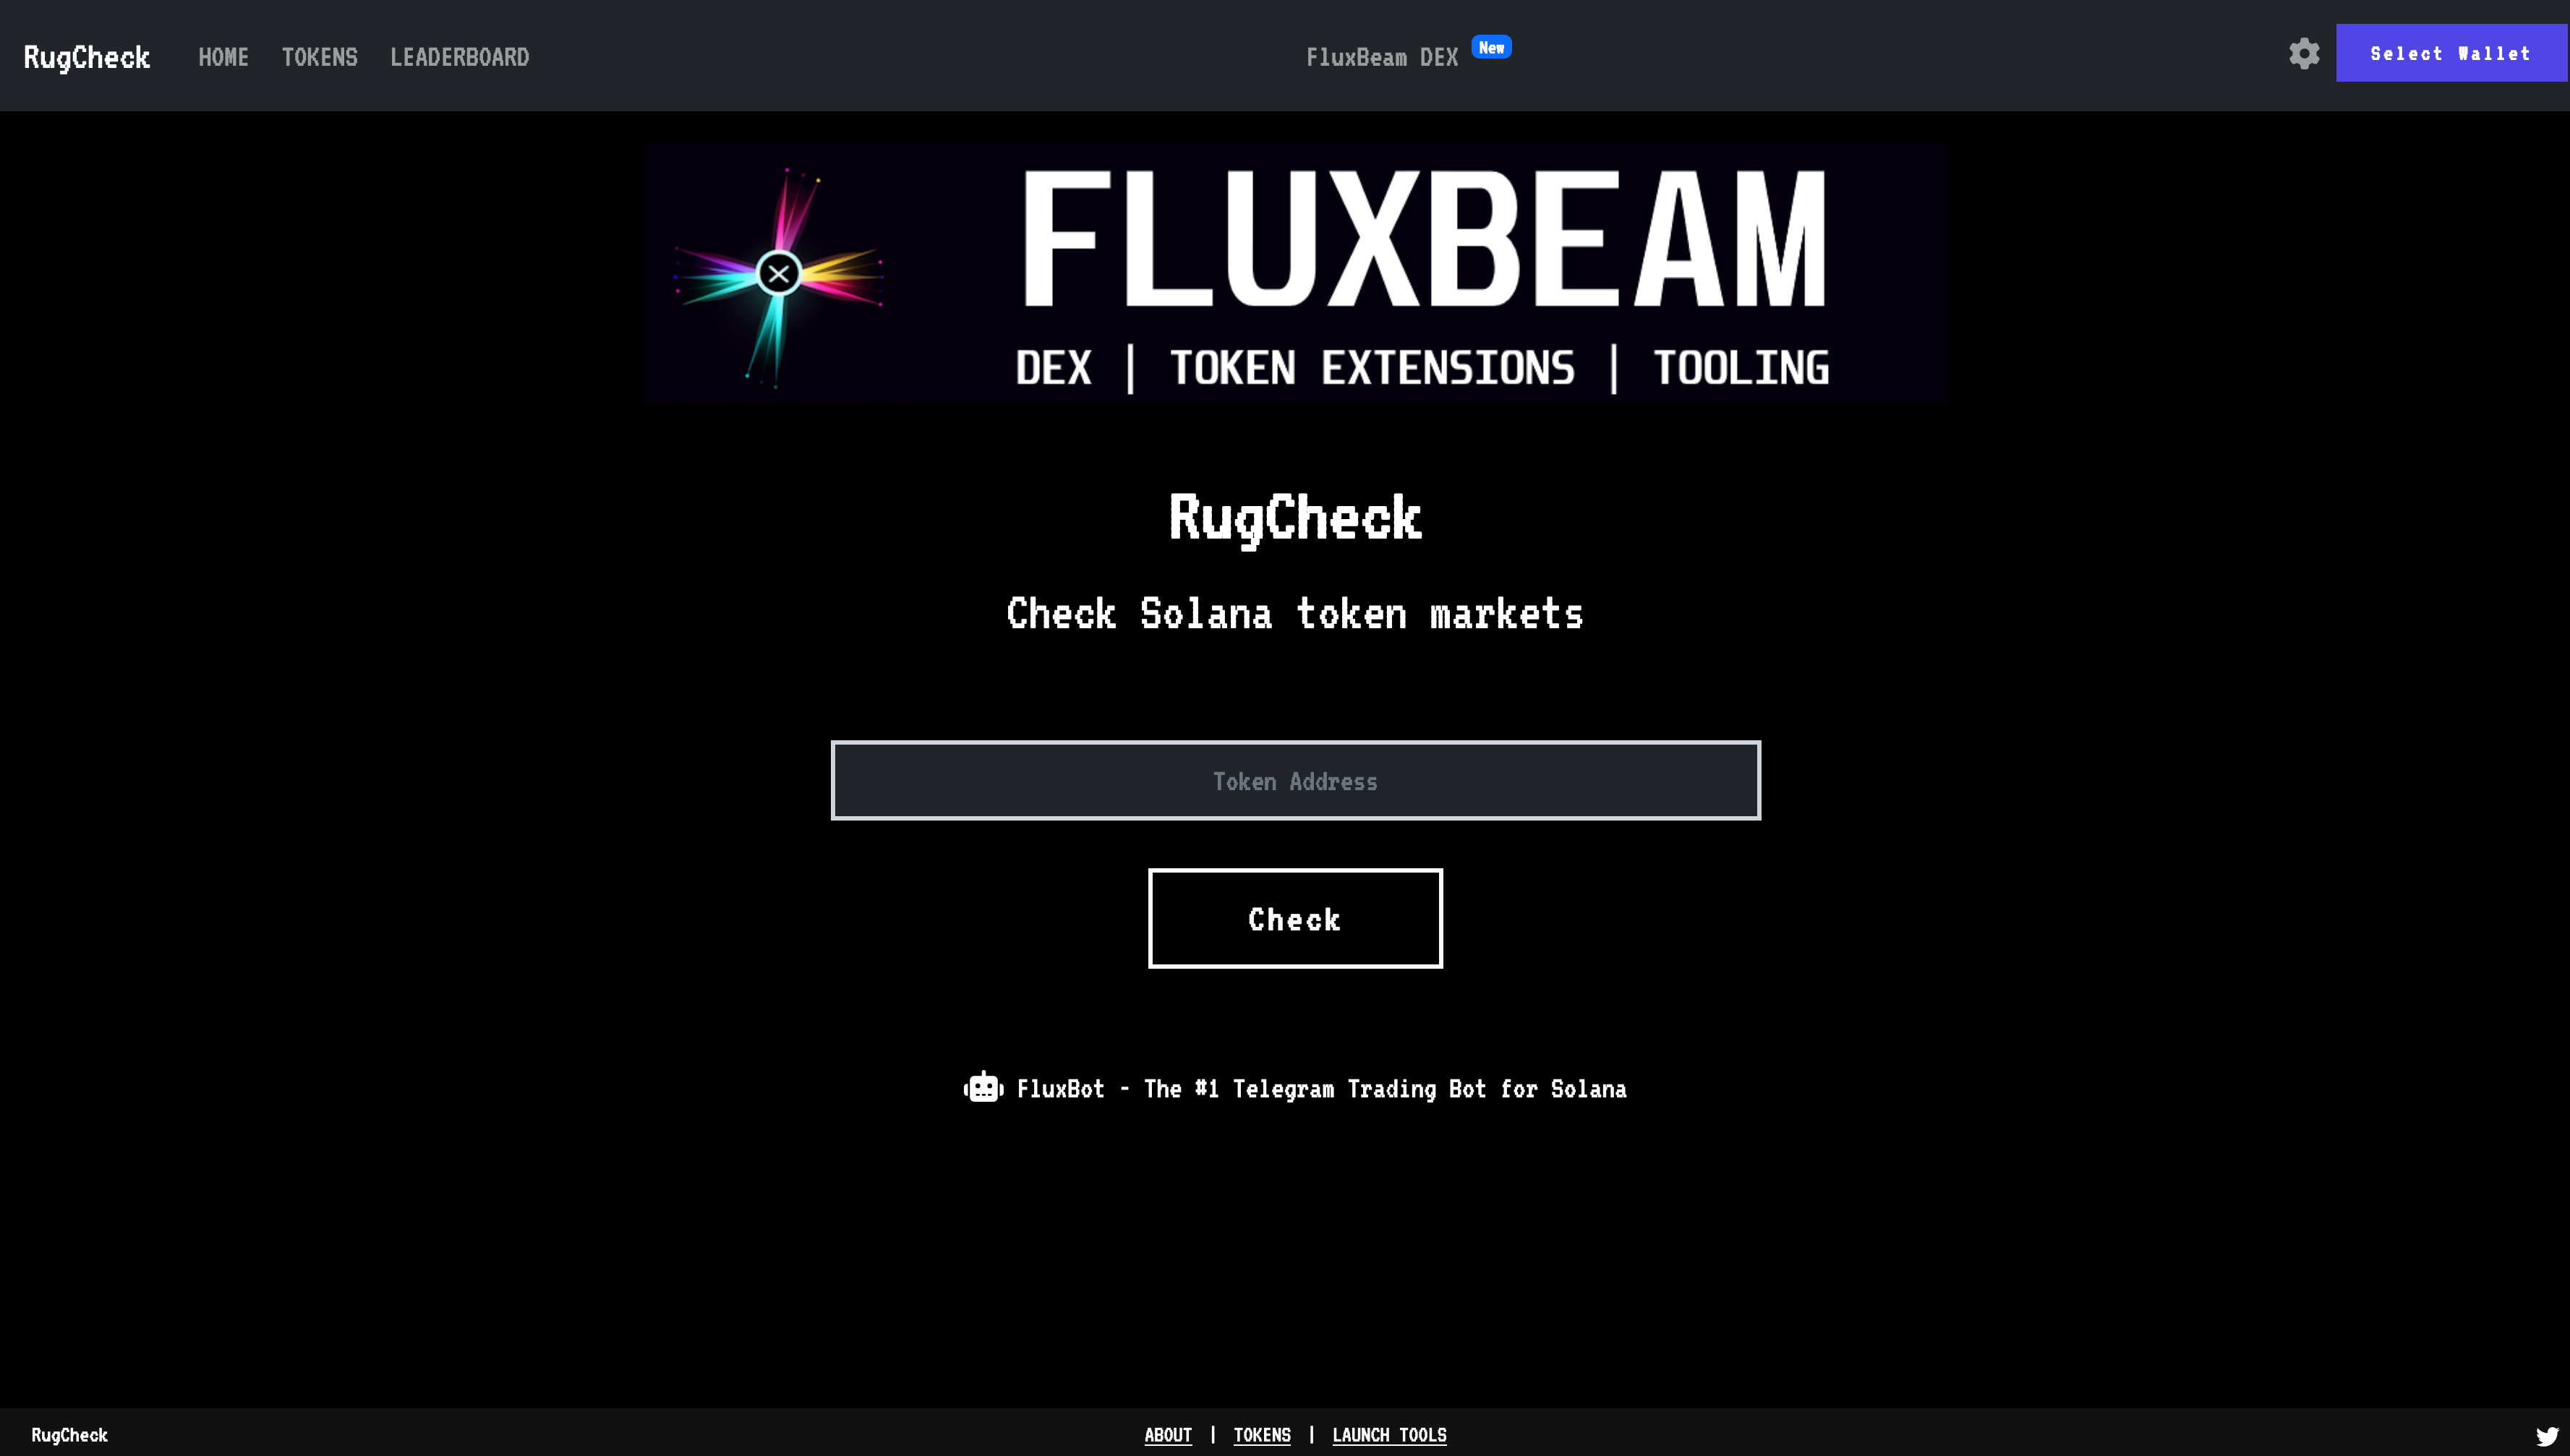 RugCheck HOME TOKENS LEADERBOARD FluxBeam DEX New Select Wallet
FLUXBEAM
DEX | TOKEN EXTENSIONS | TOOLING
RugCheck
Check Solana token markets
Token Address
Check
FluxBot - The #1 Telegram Trading Bot for Solana
RugCheck ABOUT | TOKENS | LAUNCH TOOLS